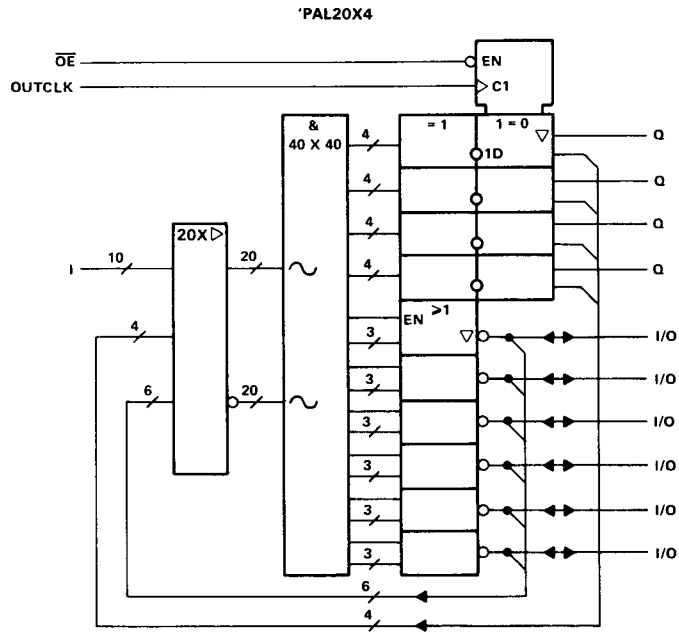 'PAL20X4
OE
EN
OUTCLK
C1
&
40 X 40
= 1
1 = 0
4
Q
1D
4
Q
4
Q
20X
I
10
20
4
Q
EN ≥1
4
3
I/O
3
I/O
6
20
3
I/O
3
I/O
3
I/O
3
I/O
6
4